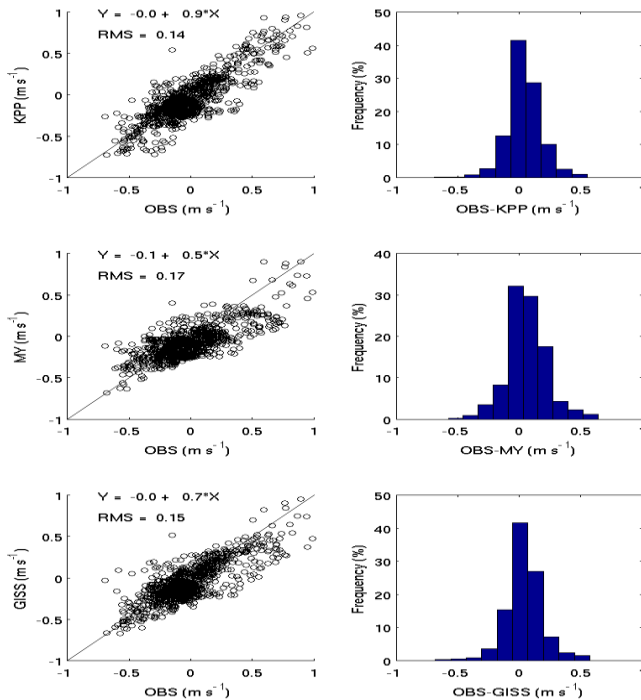 Y = -0.0 + 0.9*X
RMS = 0.14
1
0.5
0
-0.5
-1
KPP (m s-1)
-1 -0.5 0 0.5 1
OBS (m s-1)
50
40
30
20
10
0
Frequency (%)
-1 -0.5 0 0.5 1
OBS-KPP (m s-1)
Y = -0.1 + 0.5*X
RMS = 0.17
1
0.5
0
-0.5
-1
MY (m s-1)
-1 -0.5 0 0.5 1
OBS (m s-1)
40
30
20
10
0
Frequency (%)
-1 -0.5 0 0.5 1
OBS-MY (m s-1)
Y = -0.0 + 0.7*X
RMS = 0.15
1
0.5
0
-0.5
-1
GISS (m s-1)
-1 -0.5 0 0.5 1
OBS (m s-1)
50
40
30
20
10
0
Frequency (%)
-1 -0.5 0 0.5 1
OBS-GISS (m s-1)